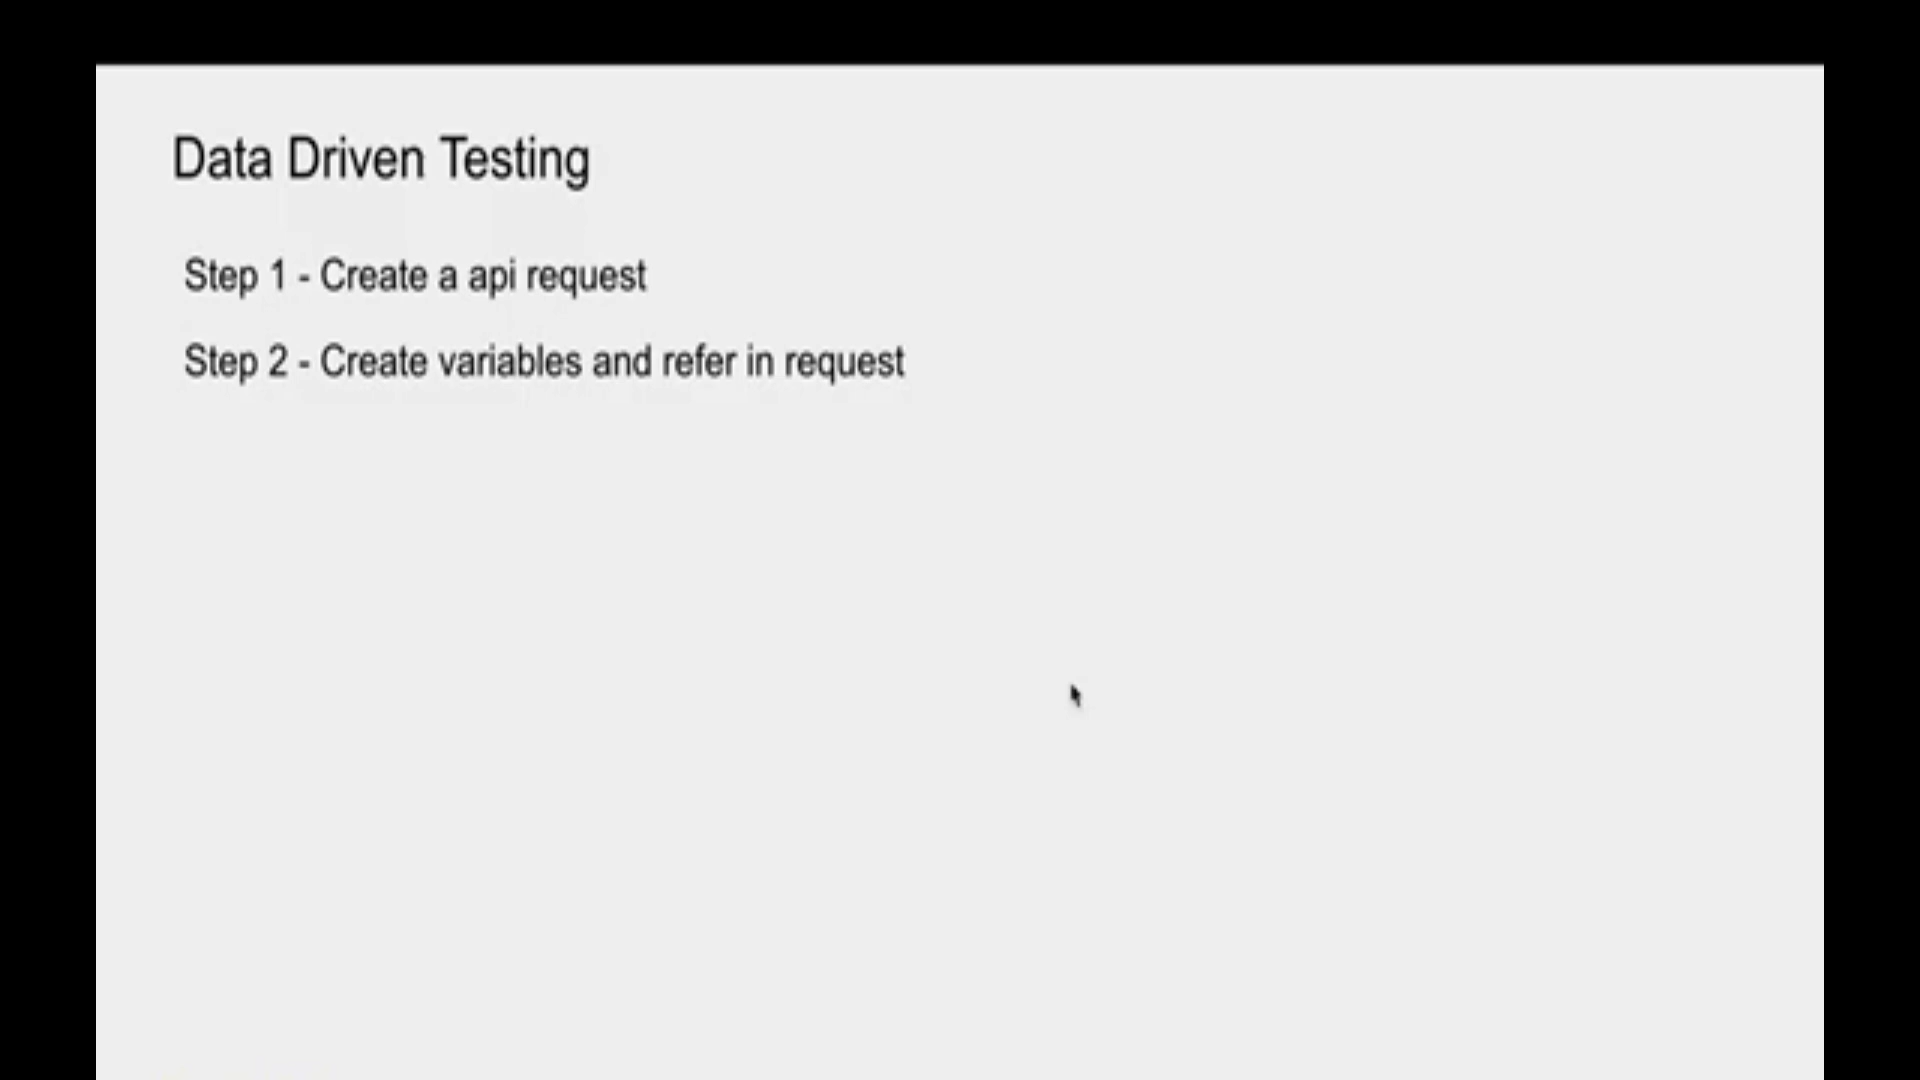 Data Driven Testing
Step 1 - Create a api request
Step 2 - Create variables and refer in request